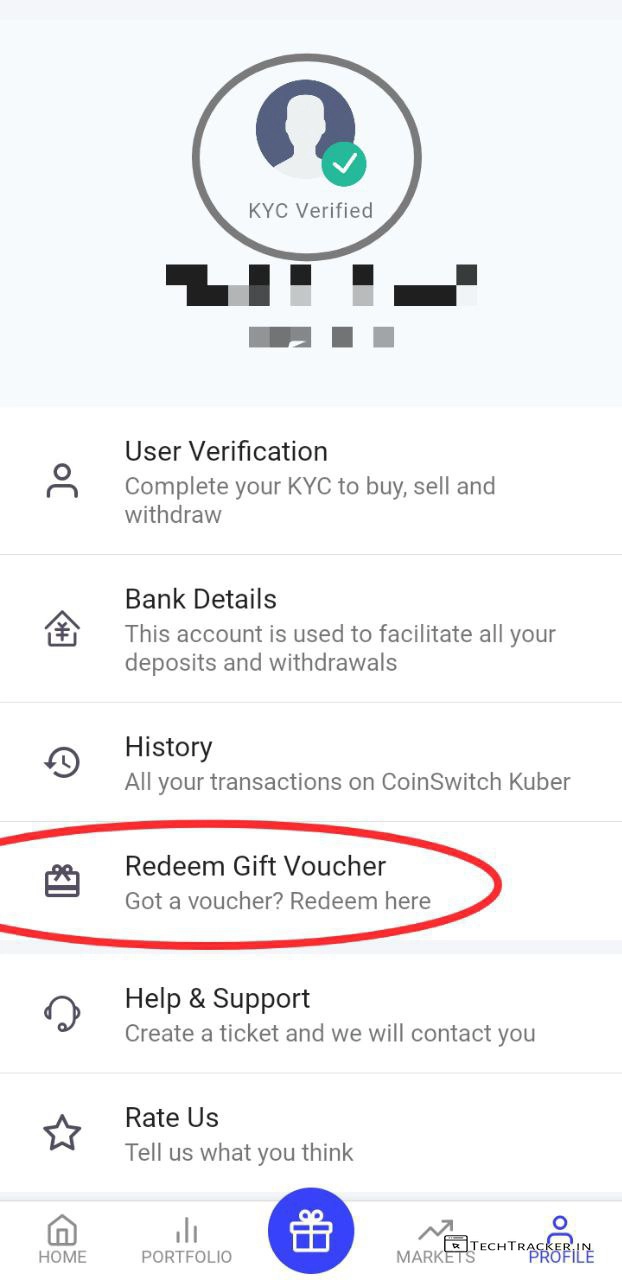 KYC Verified
User Verification
Complete your KYC to buy, sell and
withdraw
Bank Details
This account is used to facilitate all your
deposits and withdrawals
History
All your transactions on CoinSwitch Kuber
Redeem Gift Voucher
Got a voucher? Redeem here
Help & Support
Create a ticket and we will contact you
Rate Us
Tell us what you think
HOME
PORTFOLIO
MARKETS
TECHTRACKER.IN
PROFILE